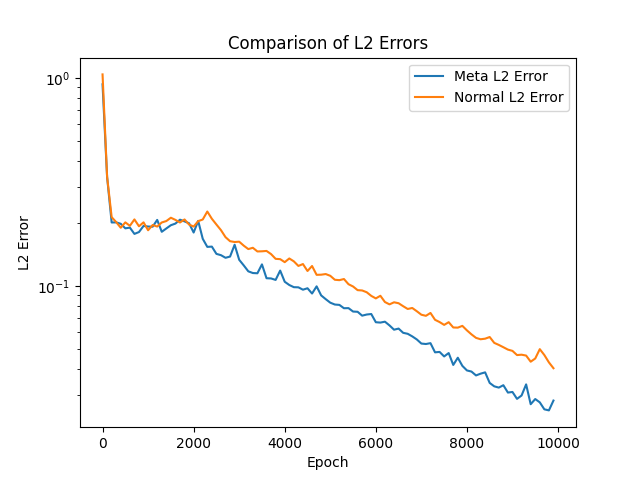 Comparison of L2 Errors
Meta L2 Error
Normal L2 Error
L2 Error
10⁰
10⁻¹
0
2000
4000
6000
8000
10000
Epoch